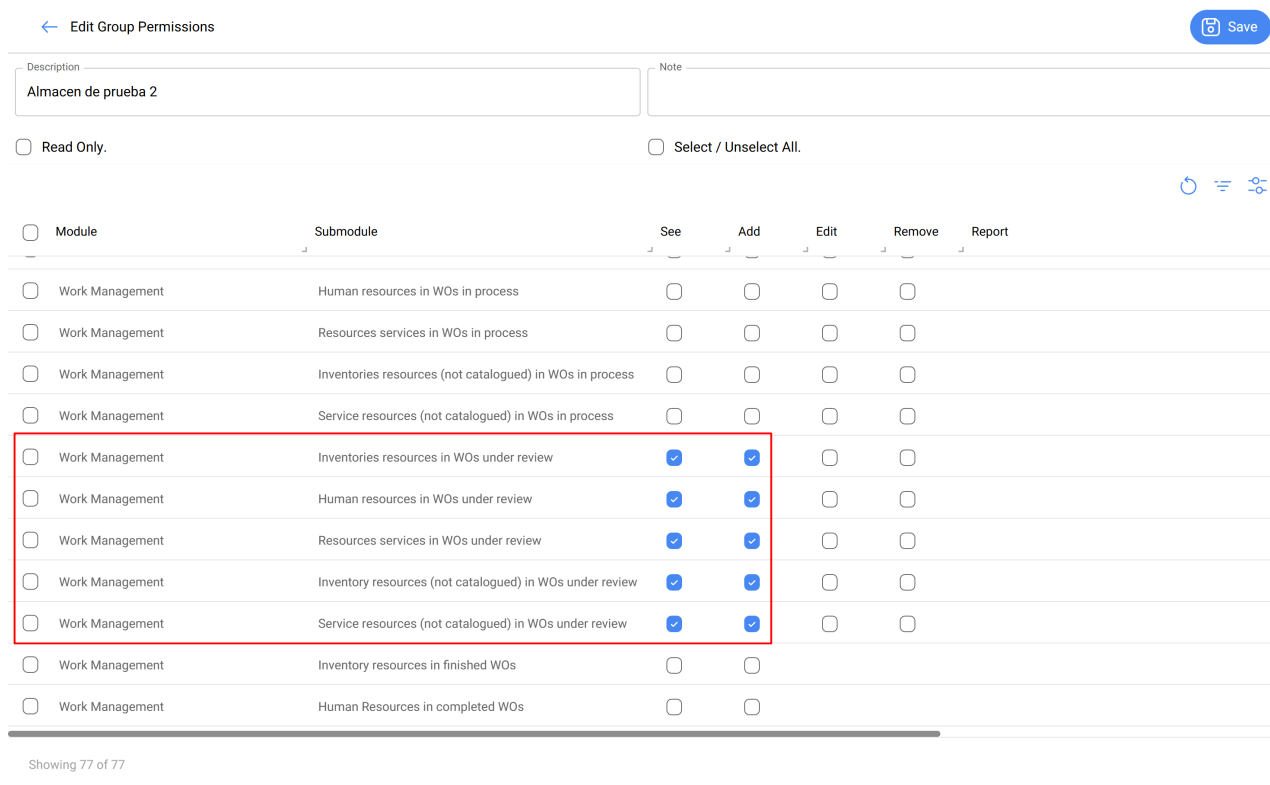 Edit Group Permissions Save
Description Note
Almacen de prueba 2
Read Only. Select / Unselect All.
Module Submodule See Add Edit Remove Report
Work Management Human resources in WOs in process
Work Management Resources services in WOs in process
Work Management Inventories resources (not catalogued) in WOs in process
Work Management Service resources (not catalogued) in WOs in process
Work Management Inventories resources in WOs under review
Work Management Human resources in WOs under review
Work Management Resources services in WOs under review
Work Management Inventory resources (not catalogued) in WOs under review
Work Management Service resources (not catalogued) in WOs under review
Work Management Inventory resources in finished WOs
Work Management Human Resources in completed WOs
Showing 77 of 77